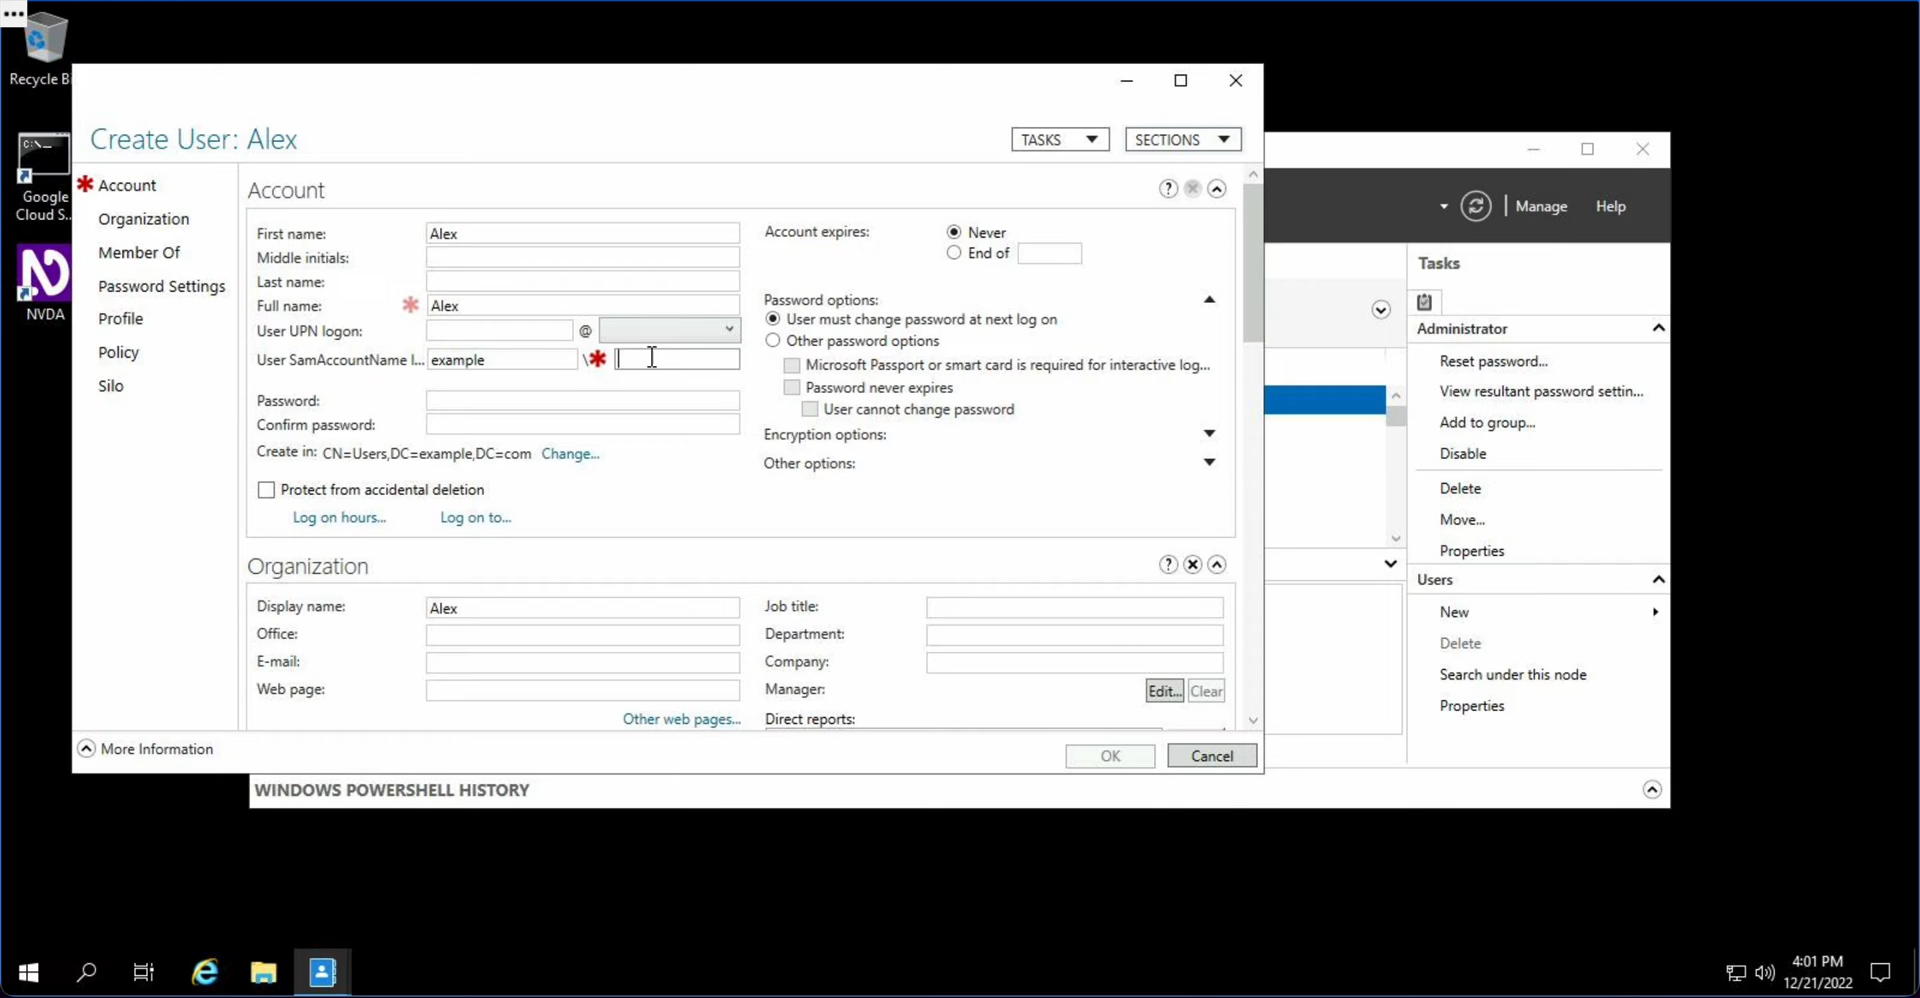 Recycle Bi
Google
Cloud S...
NVDA
Create User: Alex
TASKS
SECTIONS
Account
Organization
Member Of
Password Settings
Profile
Policy
Silo
Account
First name:
Alex
Middle initials:
Last name:
Full name:
Alex
User UPN logon:
@
User SamAccountName l...
example
\
Password:
Confirm password:
Create in: CN=Users,DC=example,DC=com Change...
Protect from accidental deletion
Log on hours...
Log on to...
Account expires:
Never
End of
Password options:
User must change password at next log on
Other password options
Microsoft Passport or smart card is required for interactive log...
Password never expires
User cannot change password
Encryption options:
Other options:
Organization
Display name:
Alex
Office:
E-mail:
Web page:
Other web pages...
Job title:
Department:
Company:
Manager:
Edit...
Clear
Direct reports:
More Information
OK
Cancel
Manage
Help
Tasks
Administrator
Reset password...
View resultant password settin...
Add to group...
Disable
Delete
Move...
Properties
Users
New
Delete
Search under this node
Properties
WINDOWS POWERSHELL HISTORY
4:01 PM
12/21/2022